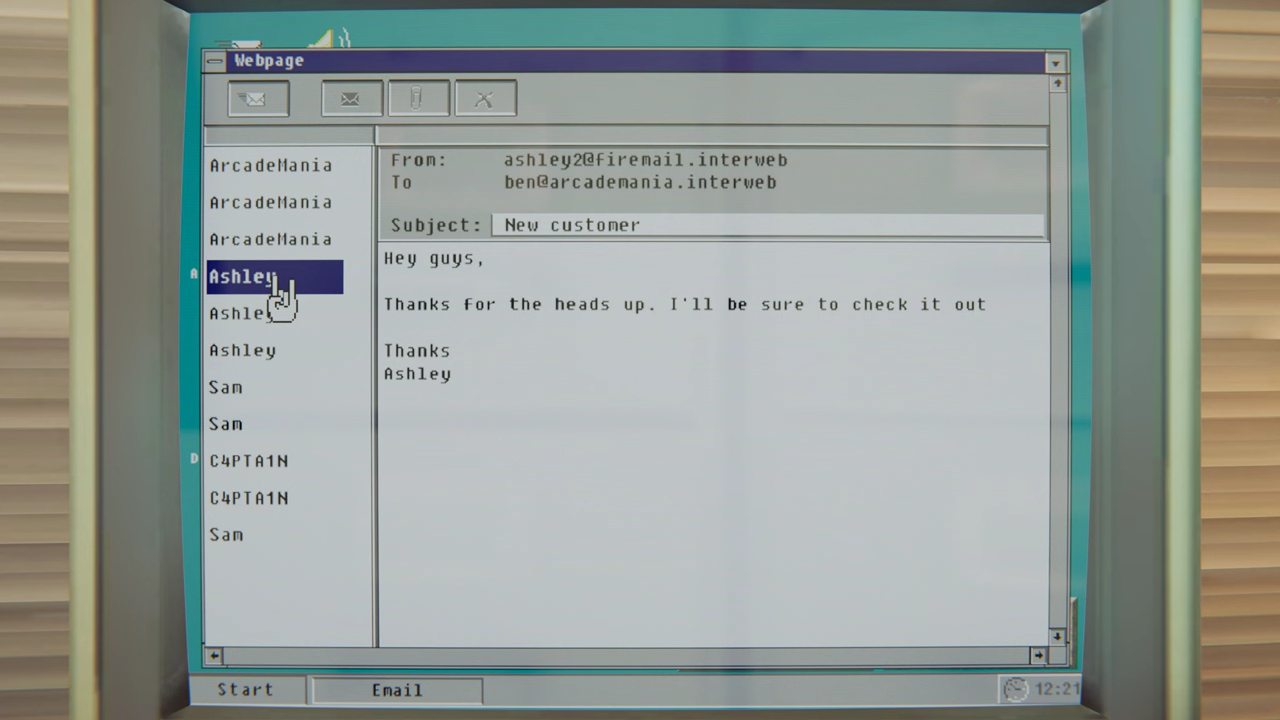 Webpage
ArcadeMania
ArcadeMania
ArcadeMania
Ashley
Ashley
Ashley
Sam
Sam
C4PTA1N
C4PTA1N
Sam
From: ashley2@firemail.interweb
To ben@arcademania.interweb
Subject: New customer
Hey guys,
Thanks for the heads up. I'll be sure to check it out
Thanks
Ashley
A
D
Start
Email
12:21